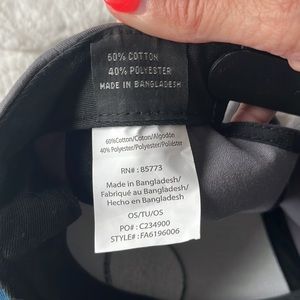 60% COTTON
40% POLYESTER
MADE IN BANGLADESH
60%Cotton/Coton/Algodón
40% Polyester/Polyester/Poliéster
RN# : 85773
Made in Bangladesh/
Fabriqué au Bangladesh/
Hecho en Bangladesh
OS/TU/OS
PO#: C234900
STYLE#: FA6196006